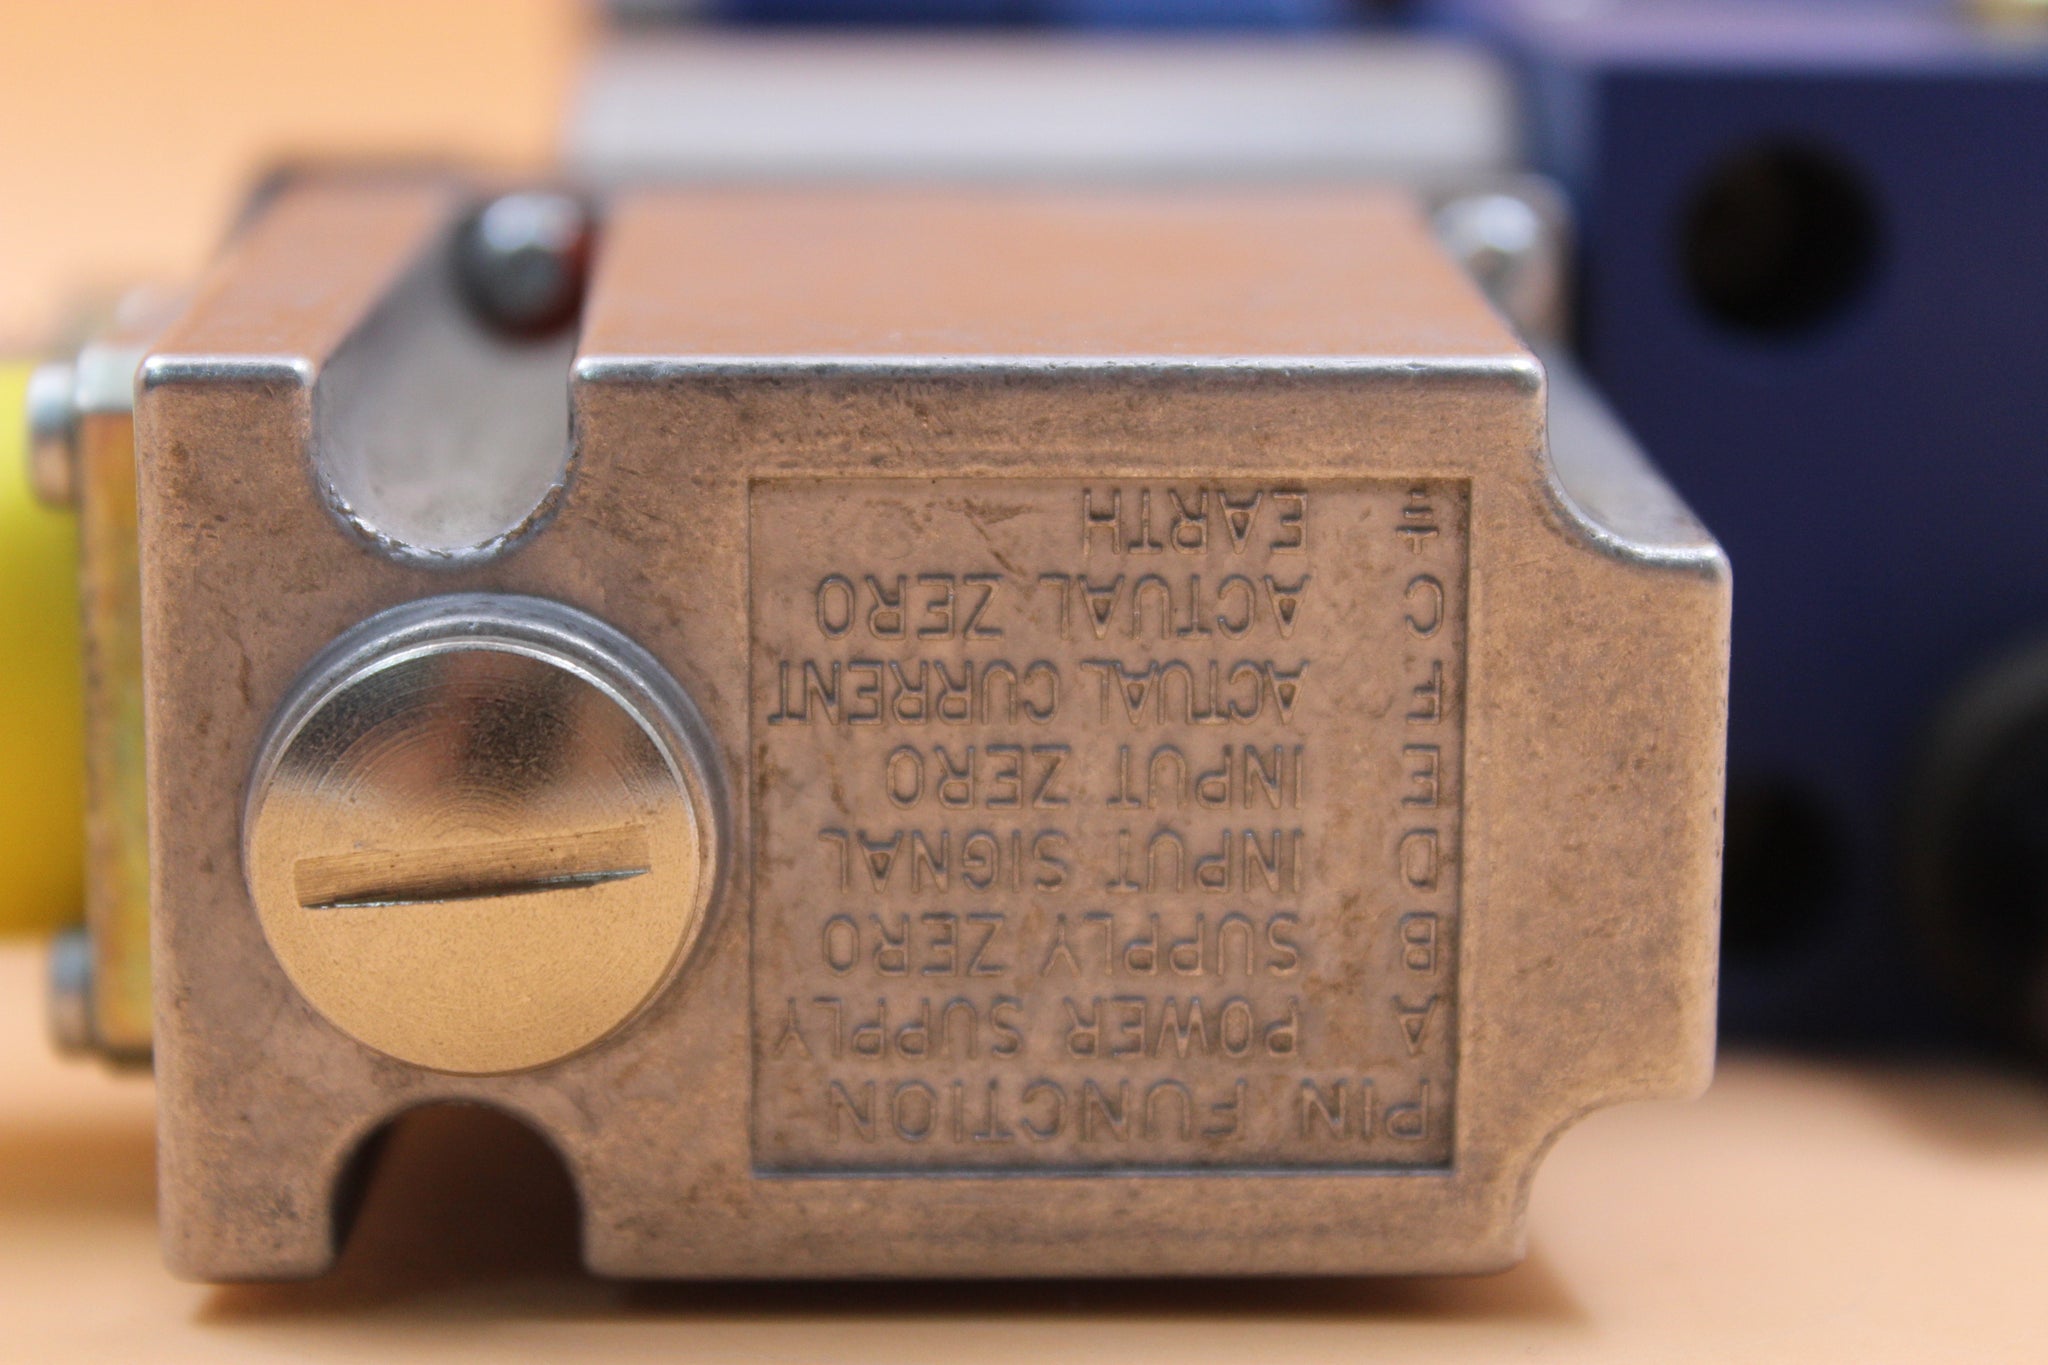 PIN FUNCTION
A POWER SUPPLY
B SUPPLY ZERO
D INPUT SIGNAL
E INPUT ZERO
F ACTUAL CURRENT
C ACTUAL ZERO
⏚ EARTH